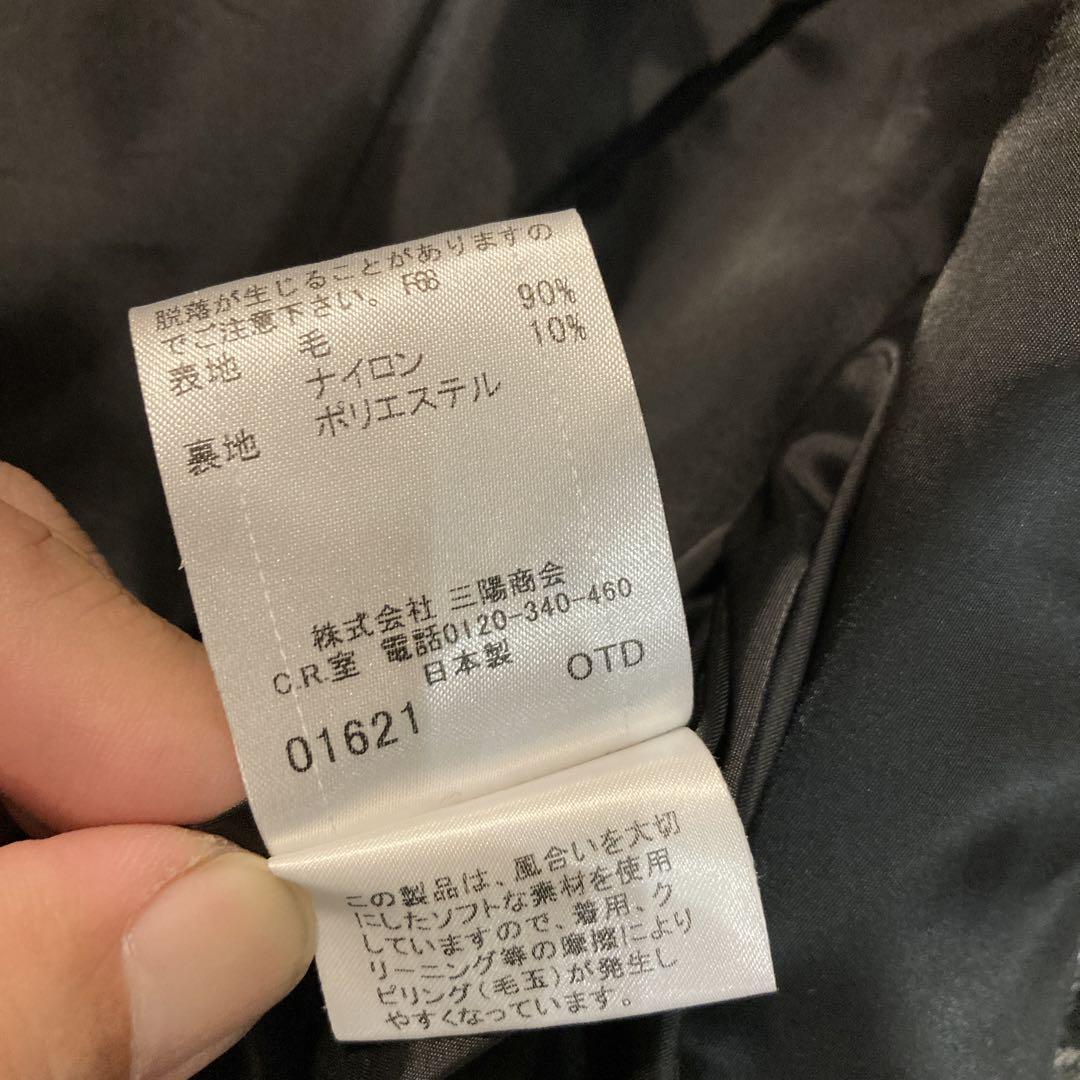 脱落が生じることがありますの
でご注意下さい。 F68
表地 毛 90%
ナイロン 10%
裏地 ポリエステル
株式会社 三陽商会
C.R.室 電話0120-340-460
日本製 OTD
01621
この製品は、風合いを大切
にしたソフトな素材を使用
していますので、着用、ク
リーニング等の摩擦により
ピリング(毛玉)が発生し
やすくなっています。